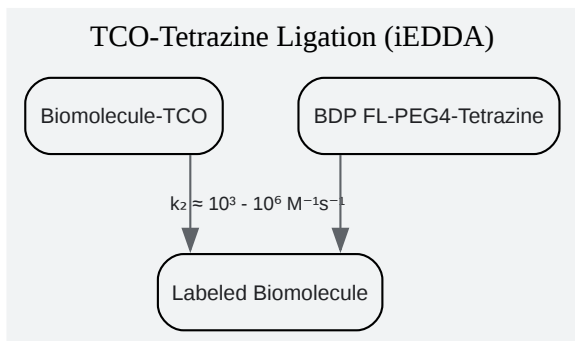 TCO-Tetrazine Ligation (iEDDA)
Biomolecule-TCO
BDP FL-PEG4-Tetrazine
k₂ ≈ 10³ - 10⁶ M⁻¹s⁻¹
Labeled Biomolecule